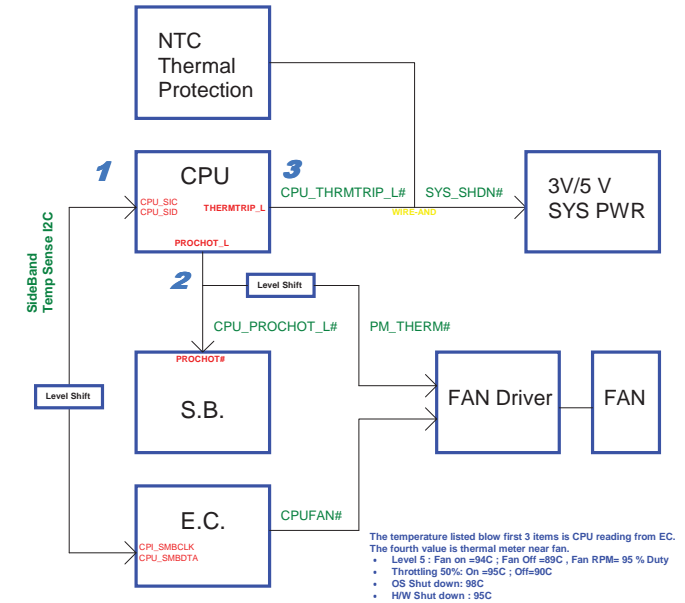 NTC
Thermal
Protection
1
CPU
3
CPU_SIC
CPU_SID
THERMTRIP_L
PROCHOT_L
CPU_THRMTRIP_L#
SYS_SHDN#
WIRE-AND
3V/5 V
SYS PWR
SideBand
Temp Sense I2C
2
Level Shift
CPU_PROCHOT_L#
PM_THERM#
PROCHOT#
S.B.
Level Shift
FAN Driver
FAN
E.C.
CPI_SMBCLK
CPU_SMBDTA
CPUFAN#
The temperature listed blow first 3 items is CPU reading from EC.
The fourth value is thermal meter near fan.
• Level 5 : Fan on =94C ; Fan Off =89C , Fan RPM= 95 % Duty
• Throttling 50%: On =95C ; Off=90C
• OS Shut down: 98C
• H/W Shut down : 95C